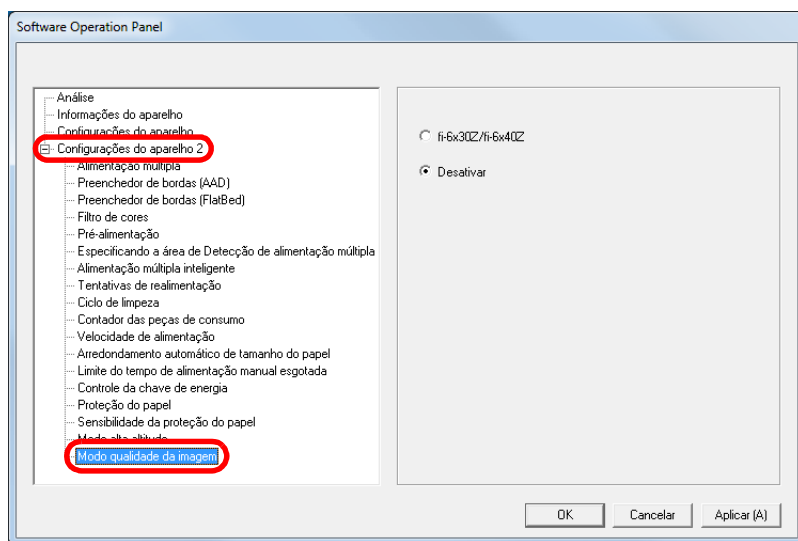 Software Operation Panel
Análise
Informações do aparelho
Configurações do aparelho
Configurações do aparelho 2
Alimentação múltipla
Preenchedor de bordas (AAD)
Preenchedor de bordas (FlatBed)
Filtro de cores
Pré-alimentação
Especificando a área de Detecção de alimentação múltipla
Alimentação múltipla inteligente
Tentativas de realimentação
Ciclo de limpeza
Contador das peças de consumo
Velocidade de alimentação
Arredondamento automático de tamanho do papel
Limite do tempo de alimentação manual esgotada
Controle da chave de energia
Proteção do papel
Sensibilidade da proteção do papel
Modo alta altitude
Modo qualidade da imagem
fi-6x30Z/fi-6x40Z
Desativar
OK
Cancelar
Aplicar (A)